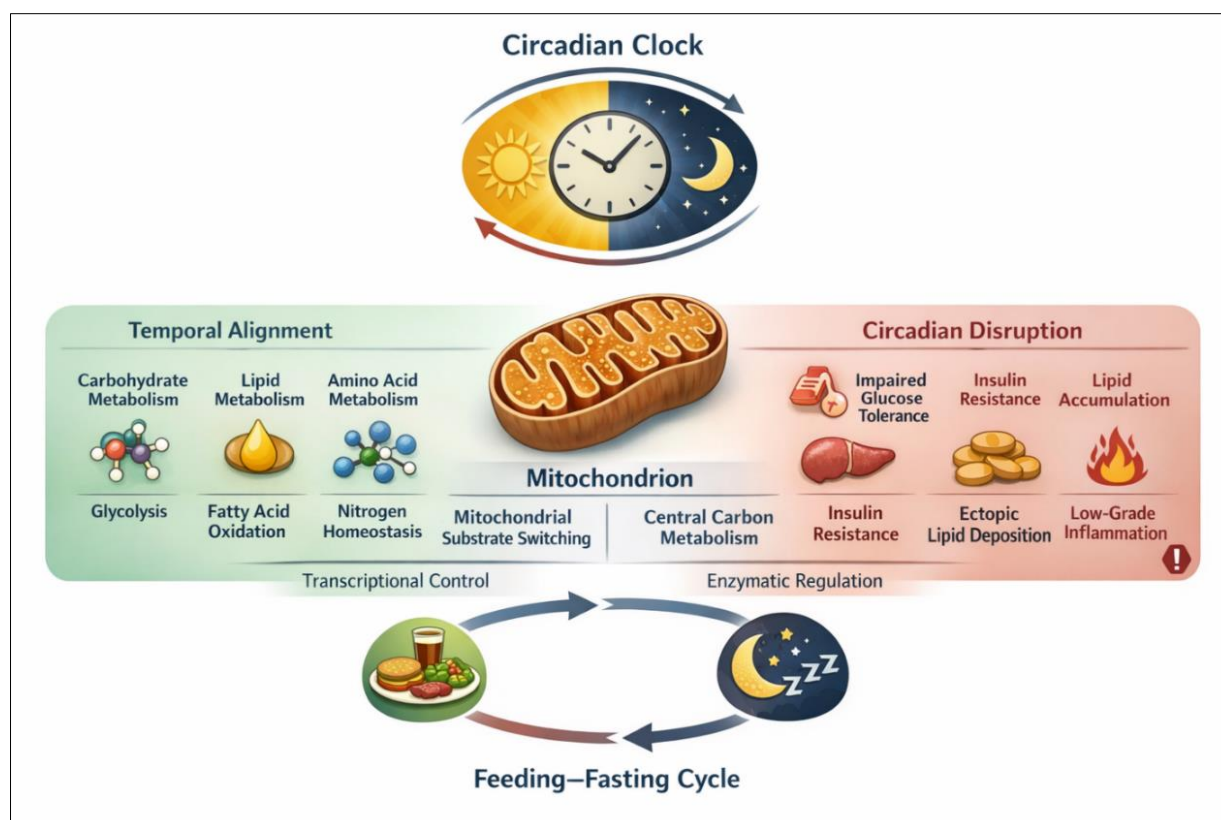 Circadian Clock
Temporal Alignment
Carbohydrate
Metabolism
Lipid
Metabolism
Amino Acid
Metabolism
Glycolysis
Fatty Acid
Oxidation
Nitrogen
Homeostasis
Mitochondrion
Mitochondrial
Substrate Switching
Central Carbon
Metabolism
Circadian Disruption
Impaired
Glucose
Tolerance
Insulin
Resistance
Lipid
Accumulation
Insulin
Resistance
Ectopic
Lipid Deposition
Low-Grade
Inflammation
!
Transcriptional Control
Enzymatic Regulation
zzz
Feeding–Fasting Cycle